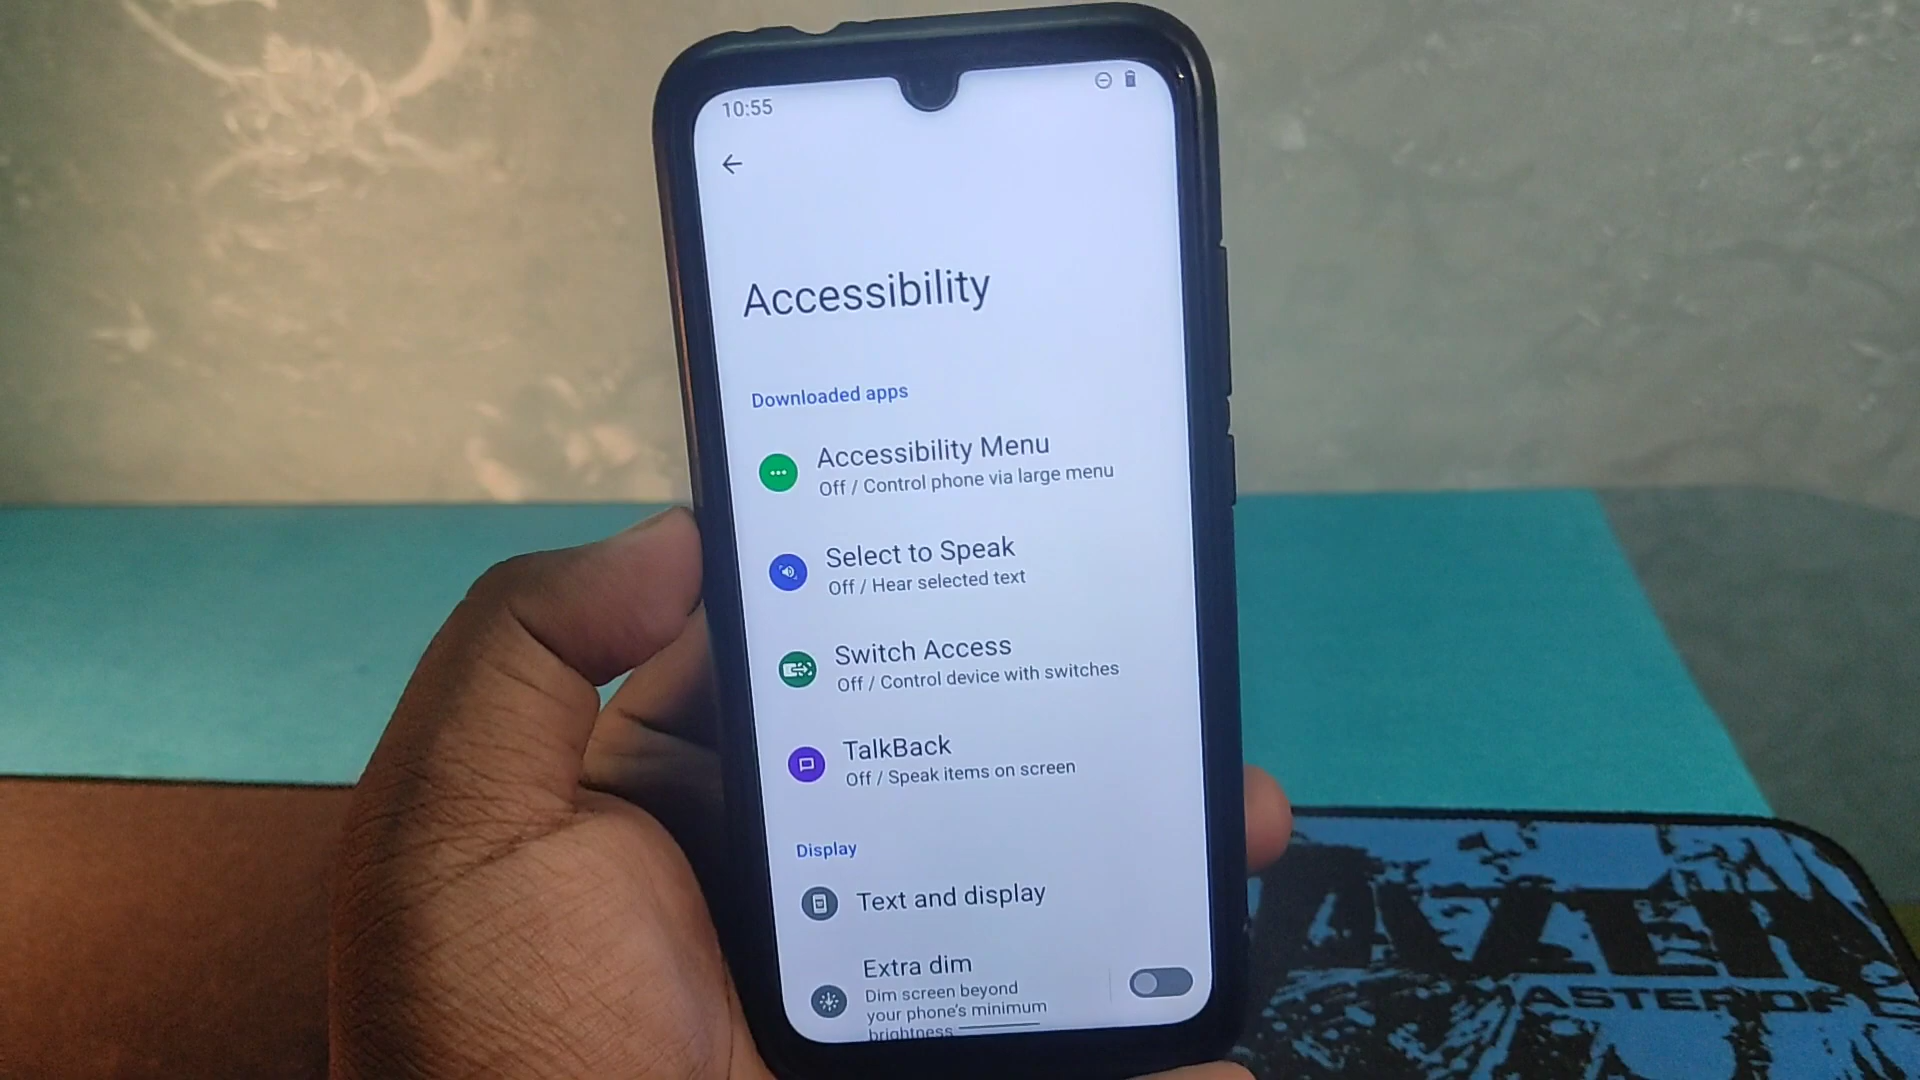 10:55
Accessibility
Downloaded apps
Accessibility Menu
Off / Control phone via large menu
Select to Speak
Off / Hear selected text
Switch Access
Off / Control device with switches
TalkBack
Off / Speak items on screen
Display
Text and display
Extra dim
Dim screen beyond
your phone's minimum
brightness